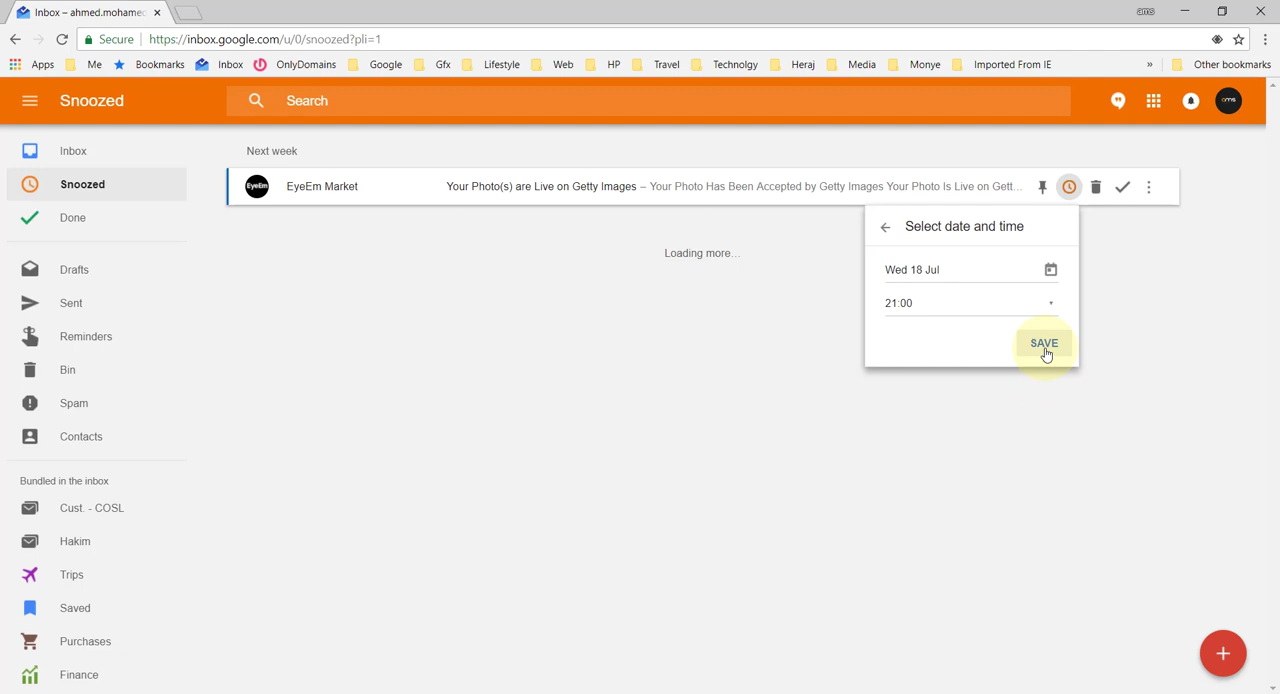 Inbox – ahmed.mohamed
ams
Secure
https://inbox.google.com/u/0/snoozed?pli=1
Apps Me Bookmarks Inbox OnlyDomains Google Gfx Lifestyle Web HP Travel Technolgy Heraj Media Monye Imported From IE » Other bookmarks
Snoozed
Search
ams
Inbox
Snoozed
Done
Drafts
Sent
Reminders
Bin
Spam
Contacts
Bundled in the inbox
Cust. - COSL
Hakim
Trips
Saved
Purchases
Finance
Next week
EyeEm
EyeEm Market
Your Photo(s) are Live on Getty Images – Your Photo Has Been Accepted by Getty Images Your Photo Is Live on Gett...
Loading more...
Select date and time
Wed 18 Jul
21:00
SAVE